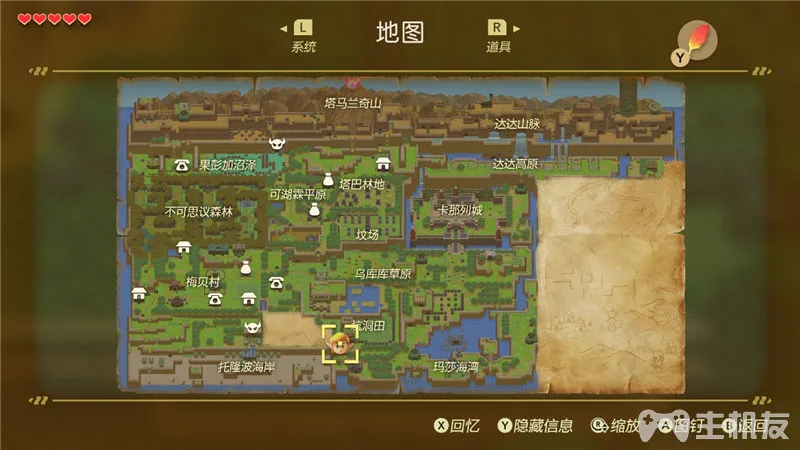 L
地图
R
系统
道具
Y
塔马兰奇山
达达山脉
果彭加沼泽
塔巴林地
达达高原
可湖霖平原
不可思议森林
卡那列城
坟场
梅贝村
乌库库草原
坑洞田
托隆波海岸
玛莎海湾
X回忆
Y隐藏信息
缩放
A图钉
B返回
主机友